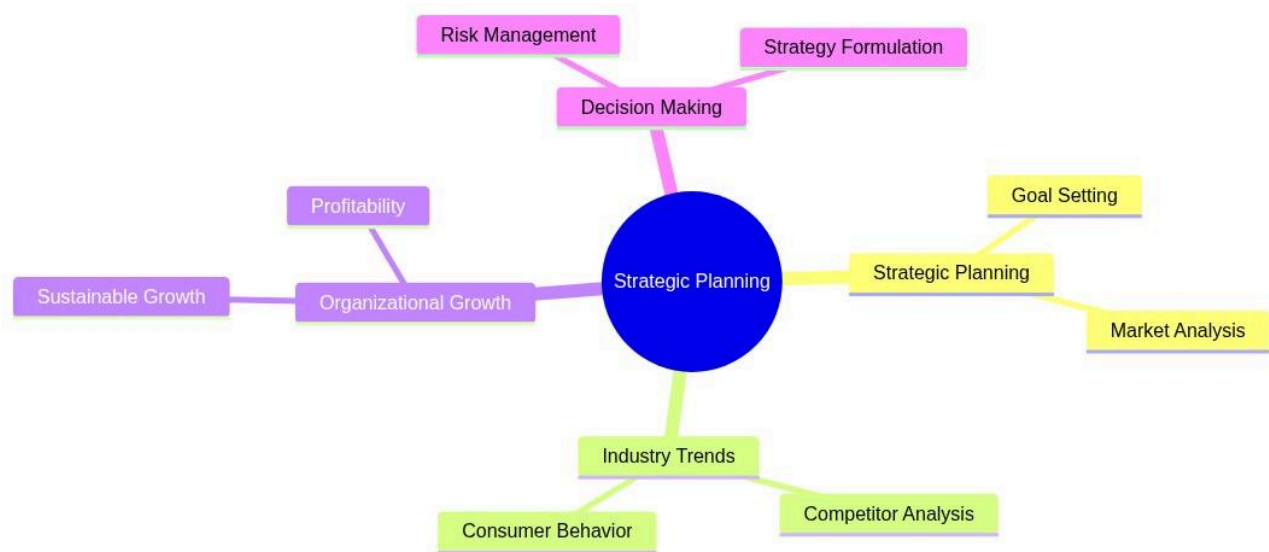 Risk Management
Strategy Formulation
Decision Making
Goal Setting
Profitability
Strategic Planning
Strategic Planning
Sustainable Growth
Organizational Growth
Market Analysis
Industry Trends
Competitor Analysis
Consumer Behavior